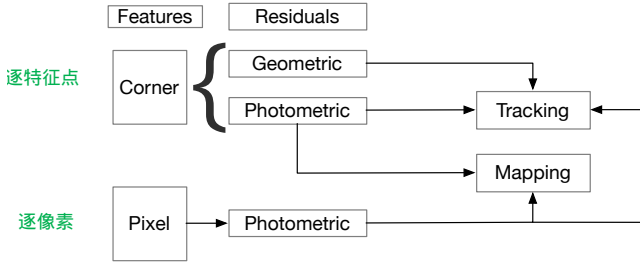 Features
Residuals
逐特征点
Corner
{
Geometric
Photometric
Tracking
Mapping
逐像素
Pixel
Photometric